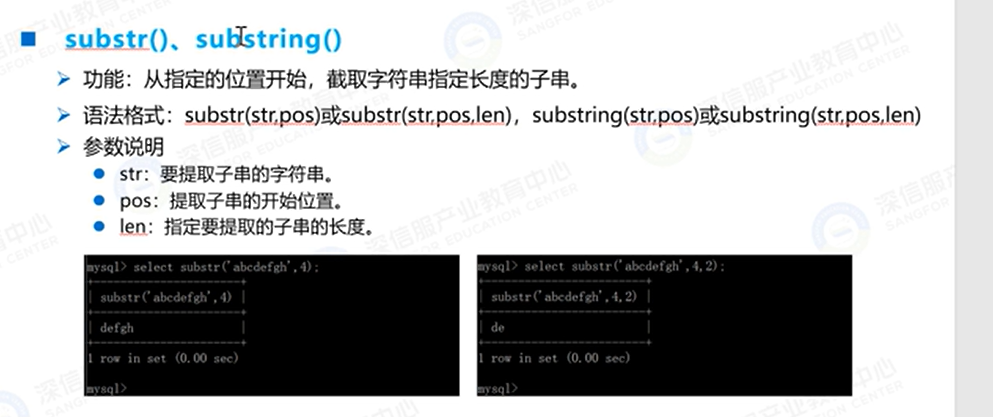 substr()、substring()
功能：从指定的位置开始，截取字符串指定长度的子串。
语法格式：substr(str,pos)或substr(str,pos,len)，substring(str,pos)或substring(str,pos,len)
参数说明
str：要提取子串的字符串。
pos：提取子串的开始位置。
len：指定要提取的子串的长度。
mysql> select substr('abcdefgh',4);
substr('abcdefgh',4)
defgh
1 row in set (0.00 sec)
mysql>
mysql> select substr('abcdefgh',4,2);
substr('abcdefgh',4,2)
de
1 row in set (0.00 sec)
mysql>
深信服产业教育中心
SANGFOR EDUCATION CENTER